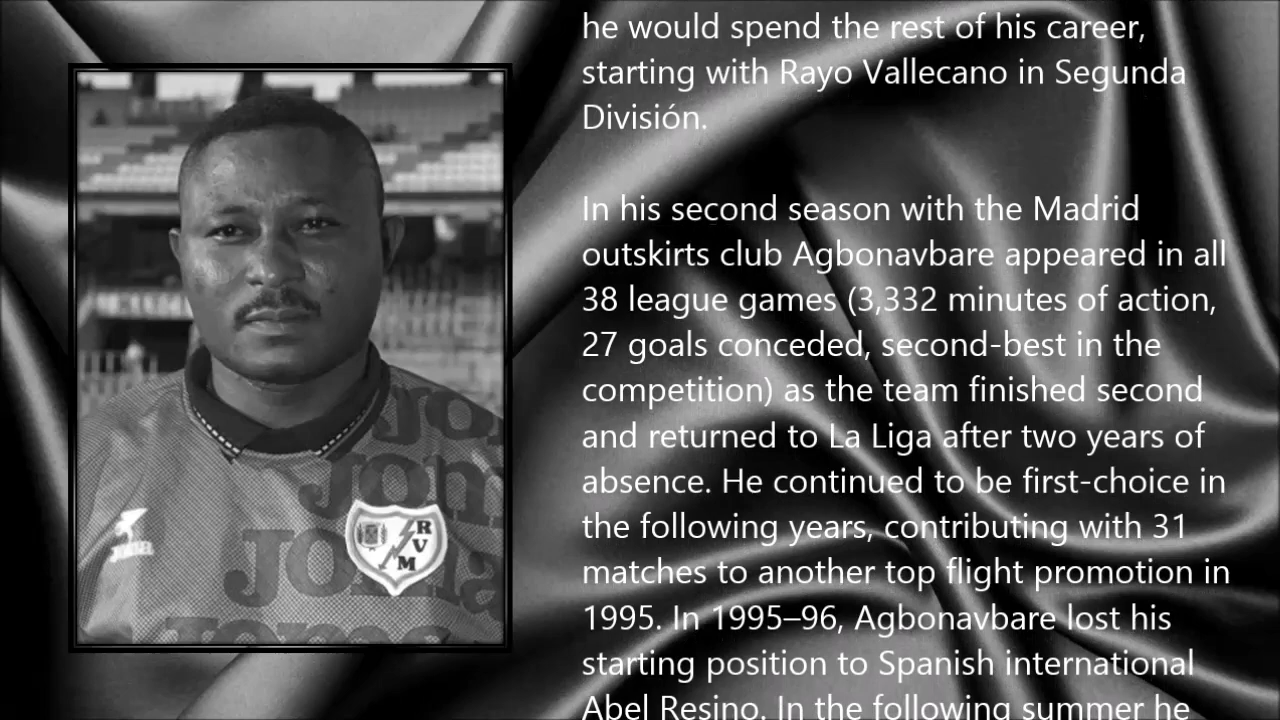 he would spend the rest of his career,
starting with Rayo Vallecano in Segunda
División.
In his second season with the Madrid
outskirts club Agbonavbare appeared in all
38 league games (3,332 minutes of action,
27 goals conceded, second-best in the
competition) as the team finished second
and returned to La Liga after two years of
absence. He continued to be first-choice in
the following years, contributing with 31
matches to another top flight promotion in
1995. In 1995–96, Agbonavbare lost his
starting position to Spanish international
Abel Resino. In the following summer he
Joma
Joma
RVM